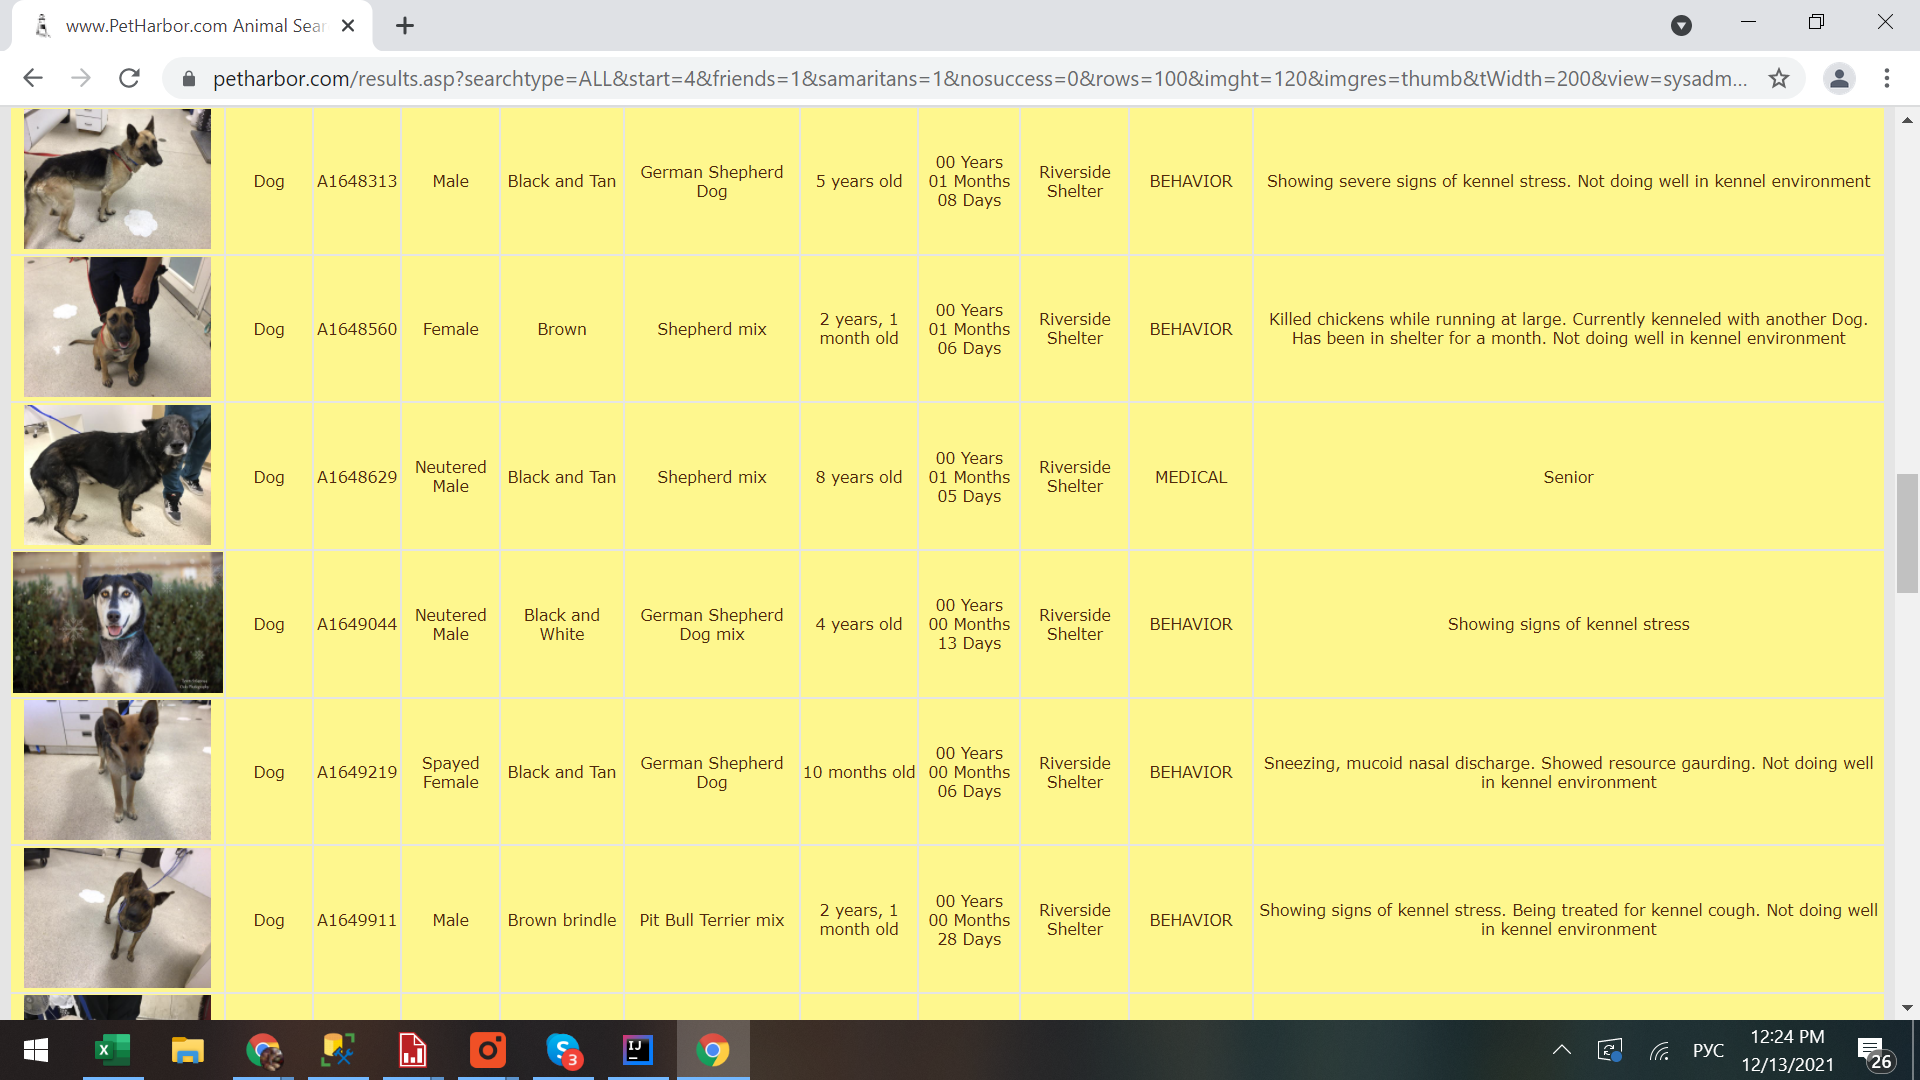 www.PetHarbor.com Animal Sear
petharbor.com/results.asp?searchtype=ALL&start=4&friends=1&samaritans=1&nosuccess=0&rows=100&imght=120&imgres=thumb&tWidth=200&view=sysadm...
Dog
A1648313
Male
Black and Tan
German Shepherd
Dog
5 years old
00 Years
01 Months
08 Days
Riverside
Shelter
BEHAVIOR
Showing severe signs of kennel stress. Not doing well in kennel environment
Dog
A1648560
Female
Brown
Shepherd mix
2 years, 1
month old
00 Years
01 Months
06 Days
Riverside
Shelter
BEHAVIOR
Killed chickens while running at large. Currently kenneled with another Dog.
Has been in shelter for a month. Not doing well in kennel environment
Dog
A1648629
Neutered
Male
Black and Tan
Shepherd mix
8 years old
00 Years
01 Months
05 Days
Riverside
Shelter
MEDICAL
Senior
Dog
A1649044
Neutered
Male
Black and
White
German Shepherd
Dog mix
4 years old
00 Years
00 Months
13 Days
Riverside
Shelter
BEHAVIOR
Showing signs of kennel stress
Dog
A1649219
Spayed
Female
Black and Tan
German Shepherd
Dog
10 months old
00 Years
00 Months
06 Days
Riverside
Shelter
BEHAVIOR
Sneezing, mucoid nasal discharge. Showed resource gaurding. Not doing well
in kennel environment
Dog
A1649911
Male
Brown brindle
Pit Bull Terrier mix
2 years, 1
month old
00 Years
00 Months
28 Days
Riverside
Shelter
BEHAVIOR
Showing signs of kennel stress. Being treated for kennel cough. Not doing well
in kennel environment
X
S
3
IJ
РУС
12:24 PM
12/13/2021
26